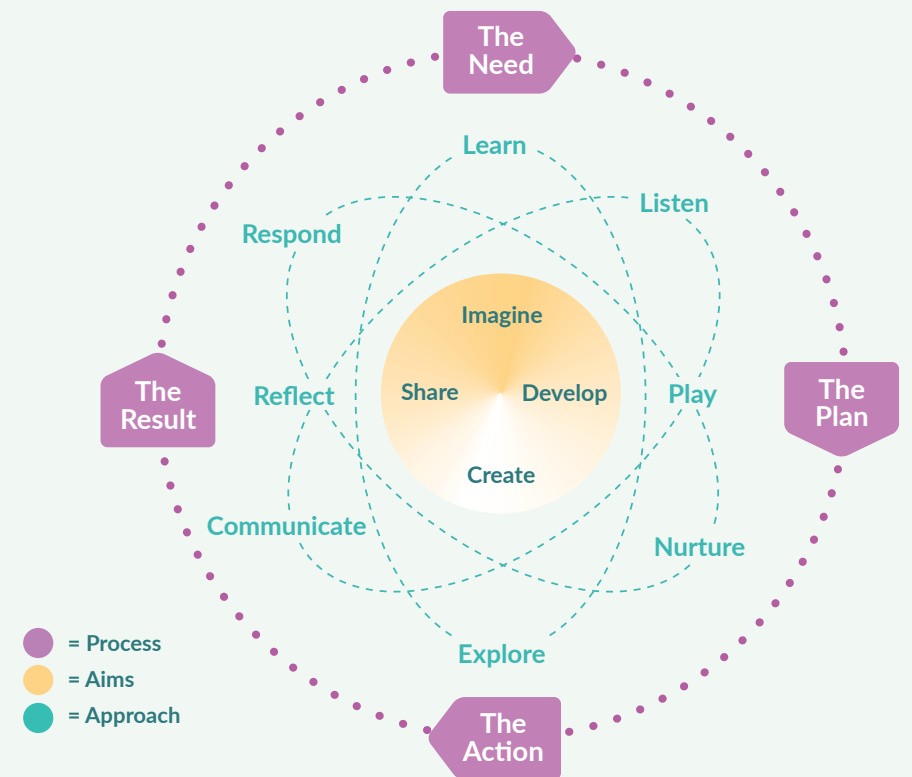 The
Need
Learn
Listen
Respond
Imagine
The
Result
Reflect
Share
Develop
Play
The
Plan
Create
Communicate
Nurture
Explore
= Process
= Aims
= Approach
The
Action